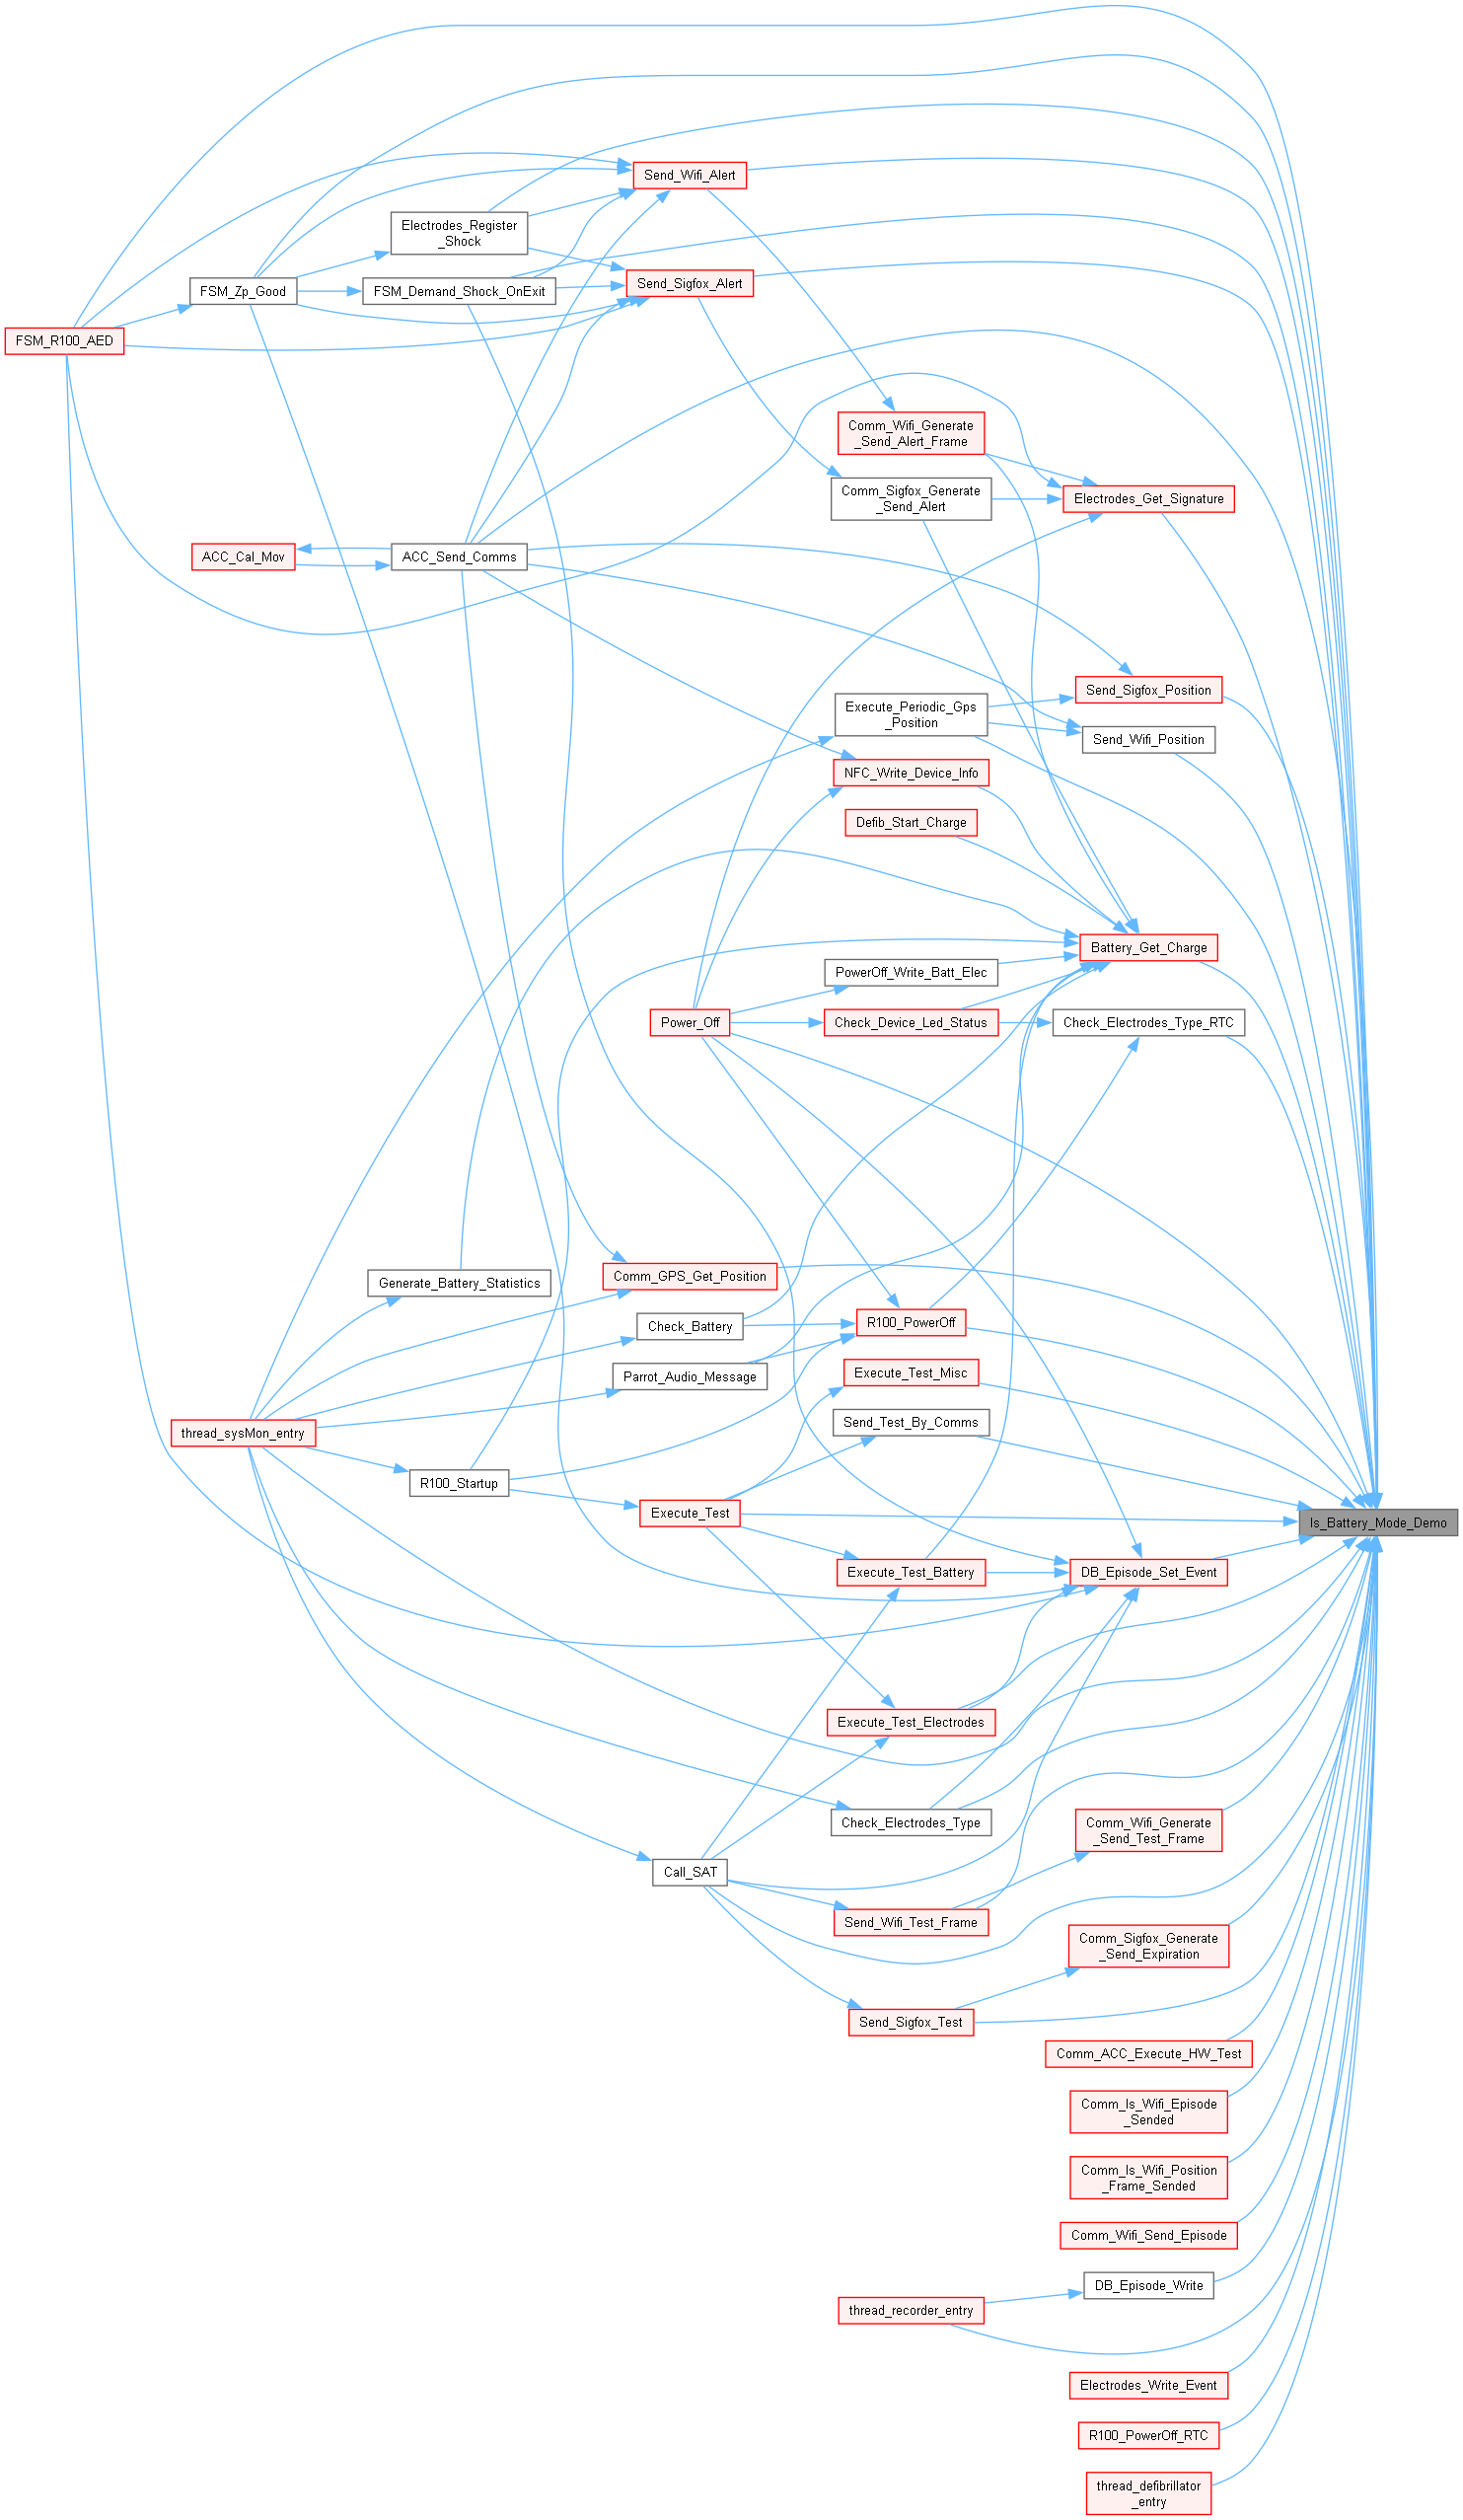 Send_Wifi_Alert
Electrodes_Register
_Shock
FSM_Zp_Good
FSM_Demand_Shock_OnExit
Send_Sigfox_Alert
FSM_R100_AED
Comm_Wifi_Generate
_Send_Alert_Frame
Comm_Sigfox_Generate
_Send_Alert
Electrodes_Get_Signature
ACC_Cal_Mov
ACC_Send_Comms
Send_Sigfox_Position
Execute_Periodic_Gps
_Position
Send_Wifi_Position
NFC_Write_Device_Info
Defib_Start_Charge
Battery_Get_Charge
PowerOff_Write_Batt_Elec
Power_Off
Check_Device_Led_Status
Check_Electrodes_Type_RTC
Generate_Battery_Statistics
Comm_GPS_Get_Position
Check_Battery
R100_PowerOff
Parrot_Audio_Message
Execute_Test_Misc
Send_Test_By_Comms
thread_sysMon_entry
R100_Startup
Execute_Test
Is_Battery_Mode_Demo
Execute_Test_Battery
DB_Episode_Set_Event
Execute_Test_Electrodes
Check_Electrodes_Type
Comm_Wifi_Generate
_Send_Test_Frame
Call_SAT
Send_Wifi_Test_Frame
Comm_Sigfox_Generate
_Send_Expiration
Send_Sigfox_Test
Comm_ACC_Execute_HW_Test
Comm_Is_Wifi_Episode
_Sended
Comm_Is_Wifi_Position
_Frame_Sended
Comm_Wifi_Send_Episode
DB_Episode_Write
thread_recorder_entry
Electrodes_Write_Event
R100_PowerOff_RTC
thread_defibrillator
_entry